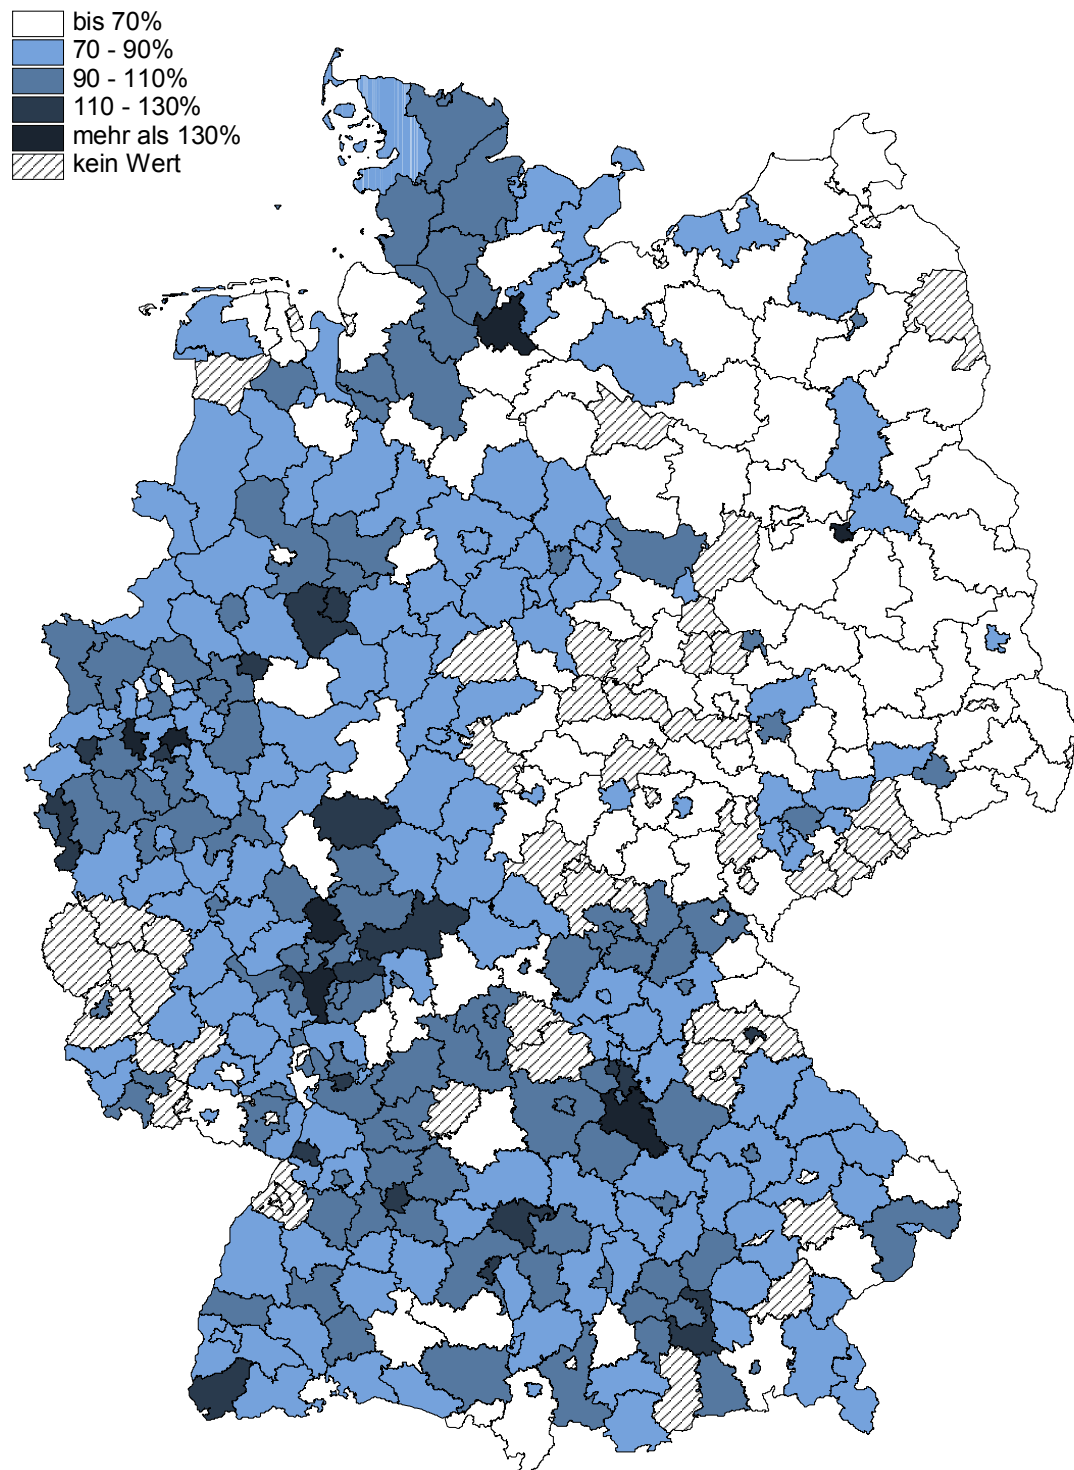 bis 70%
70 - 90%
90 - 110%
110 - 130%
mehr als 130%
kein Wert